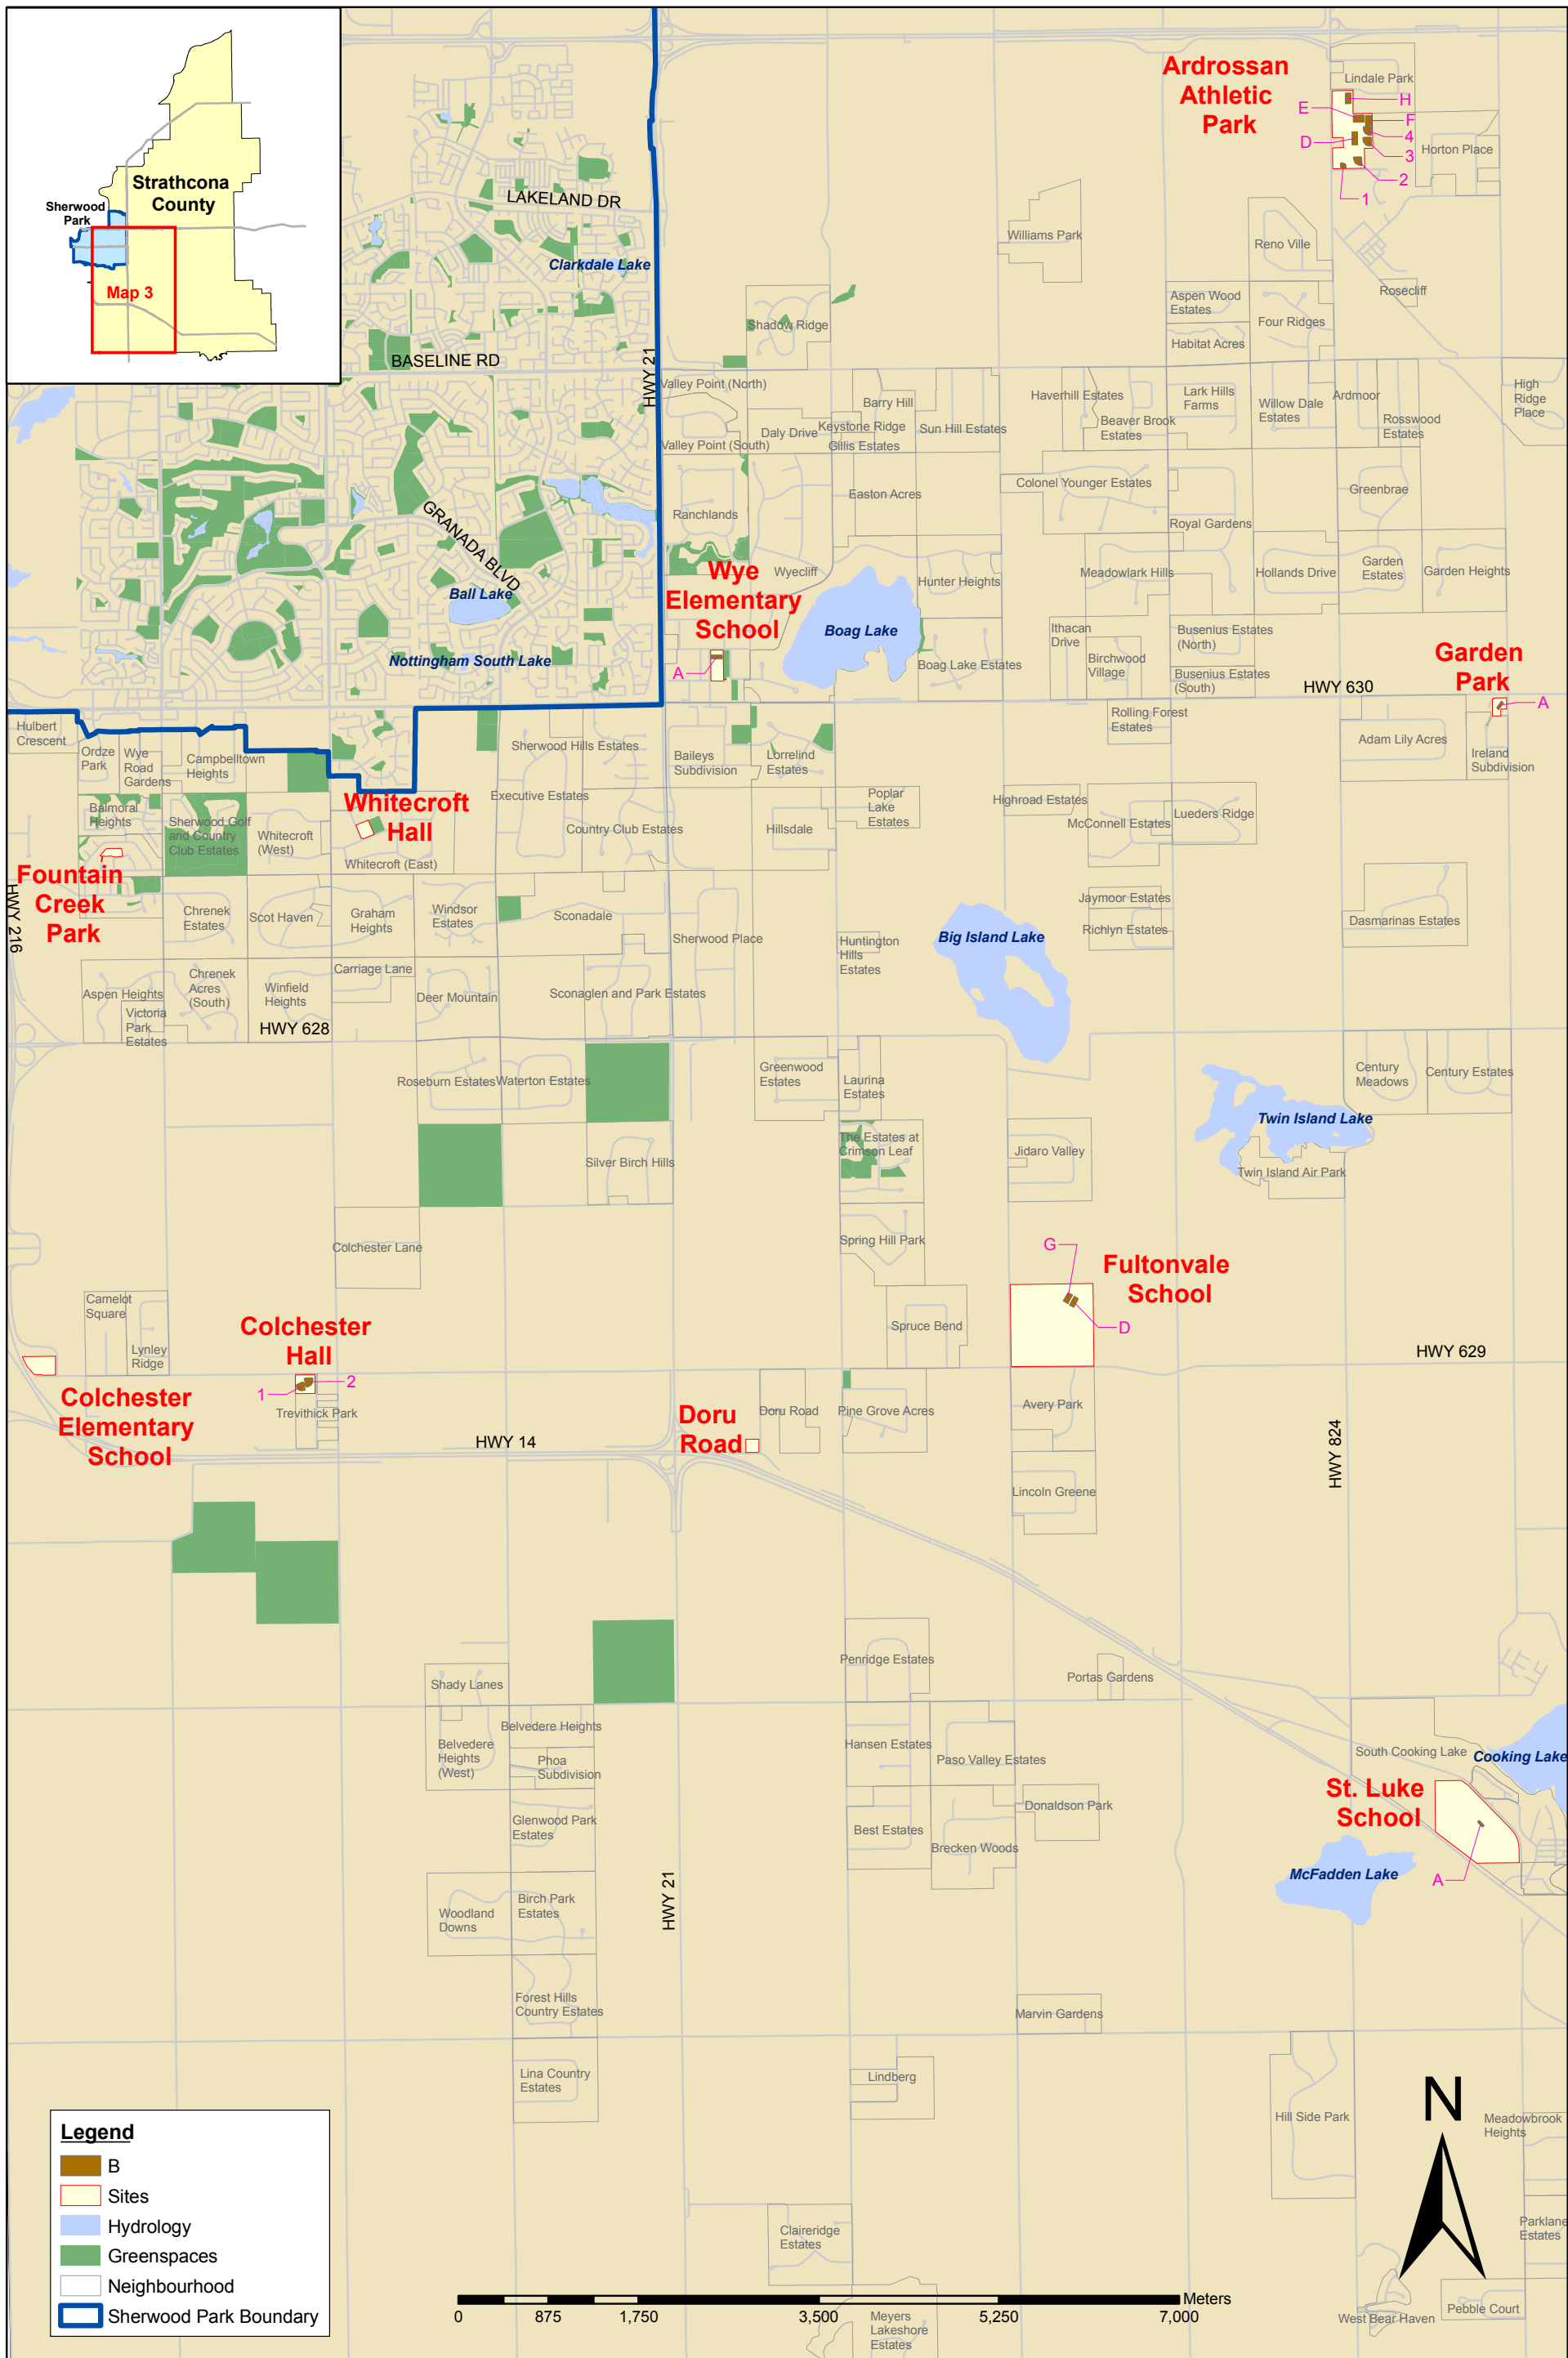 Strathcona
County
Sherwood
Park
Map 3
LAKELAND DR
Clarkdale Lake
BASELINE RD
HWY 21
GRANADA BLVD
Ball Lake
Nottingham South Lake
Ardrossan
Athletic
Park
Lindale Park
H
E
F
4
D
3
2
1
Horton Place
Williams Park
Reno Ville
Rosecliff
Aspen Wood
Estates
Four Ridges
Habitat Acres
Shadow Ridge
Valley Point (North)
Barry Hill
Keystone Ridge
Daly Drive
Gillis Estates
Sun Hill Estates
Valley Point (South)
Haverhill Estates
Beaver Brook
Estates
Lark Hills
Farms
Willow Dale
Estates
Ardmoor
Rosswood
Estates
High
Ridge
Place
Ranchlands
Easton Acres
Colonel Younger Estates
Royal Gardens
Greenbrae
Wye
Elementary
School
A
Wyecliff
Boag Lake
Hunter Heights
Meadowlark Hills
Hollands Drive
Garden
Estates
Garden Heights
Boag Lake Estates
Ithacan
Drive
Birchwood
Village
Busenius Estates
(North)
Busenius Estates
(South)
HWY 630
Garden
Park
A
Hulbert
Crescent
Ordze
Park
Wye
Road
Gardens
Campbelltown
Heights
Sherwood Hills Estates
Baileys
Subdivision
Lorrelind
Estates
Rolling Forest
Estates
Adam Lily Acres
Ireland
Subdivision
Balmoral
Heights
Sherwood Golf
and Country
Club Estates
Whitecroft
(West)
Whitecroft
Hall
Whitecroft (East)
Executive Estates
Country Club Estates
Hillsdale
Poplar
Lake
Estates
Highroad Estates
McConnell Estates
Lueders Ridge
Fountain
Creek
Park
HWY 216
Chrenek
Estates
Scot Haven
Graham
Heights
Windsor
Estates
Sconadale
Sherwood Place
Huntington
Hills
Estates
Big Island Lake
Jaymoor Estates
Richlyn Estates
Dasmarinas Estates
Aspen Heights
Victoria
Park
Estates
Chrenek
Acres
(South)
Winfield
Heights
Carriage Lane
Deer Mountain
Sconaglen and Park Estates
HWY 628
Roseburn Estates
Waterton Estates
Greenwood
Estates
Laurina
Estates
Century
Meadows
Century Estates
Twin Island Lake
Twin Island Air Park
Silver Birch Hills
The Estates at
Crimson Leaf
Jidaro Valley
Colchester Lane
Spring Hill Park
G
Fultonvale
School
D
Camelot
Square
Lynley
Ridge
Colchester
Hall
1
2
Trevithick Park
Spruce Bend
HWY 629
Colchester
Elementary
School
HWY 14
Doru
Road
Doru Road
Pine Grove Acres
Avery Park
HWY 824
Lincoln Greene
Shady Lanes
Penridge Estates
Portas Gardens
Belvedere
Heights
(West)
Belvedere Heights
Phoa
Subdivision
Hansen Estates
Paso Valley Estates
South Cooking Lake
Cooking Lake
Glenwood Park
Estates
Best Estates
Donaldson Park
Brecken Woods
St. Luke
School
McFadden Lake
A
Woodland
Downs
Birch Park
Estates
HWY 21
Forest Hills
Country Estates
Marvin Gardens
Lina Country
Estates
Lindberg
Hill Side Park
N
Meadowbrook
Heights
Parklane
Estates
Claireridge
Estates
Meyers
Lakeshore
Estates
West Bear Haven
Pebble Court
Legend
B
Sites
Hydrology
Greenspaces
Neighbourhood
Sherwood Park Boundary
Meters
0 875 1,750 3,500 5,250 7,000